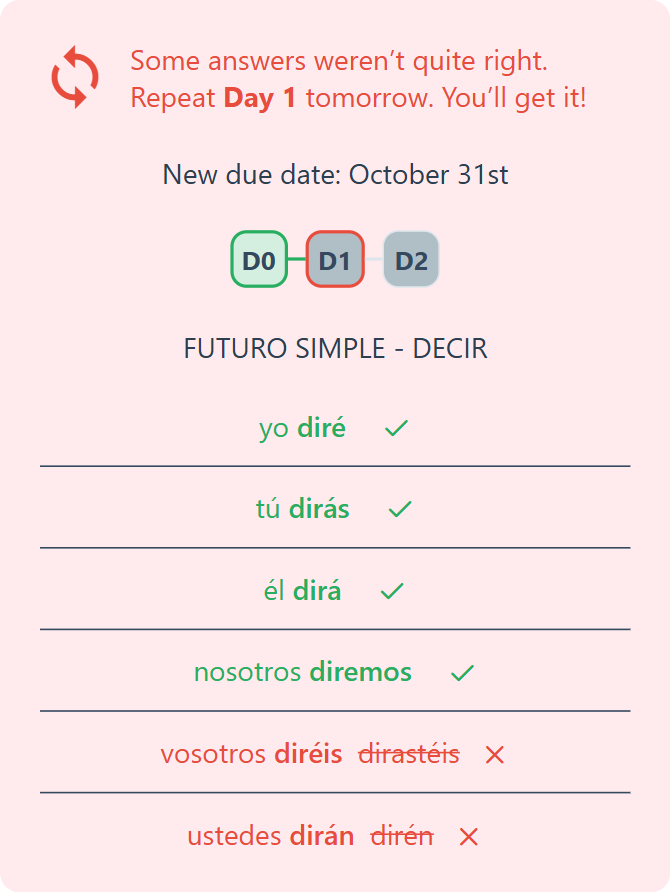 Some answers weren’t quite right.
Repeat Day 1 tomorrow. You’ll get it!
New due date: October 31st
D0 D1 D2
FUTURO SIMPLE - DECIR
yo diré
tú dirás
él dirá
nosotros diremos
vosotros diréis dirastéis
ustedes dirán dirén